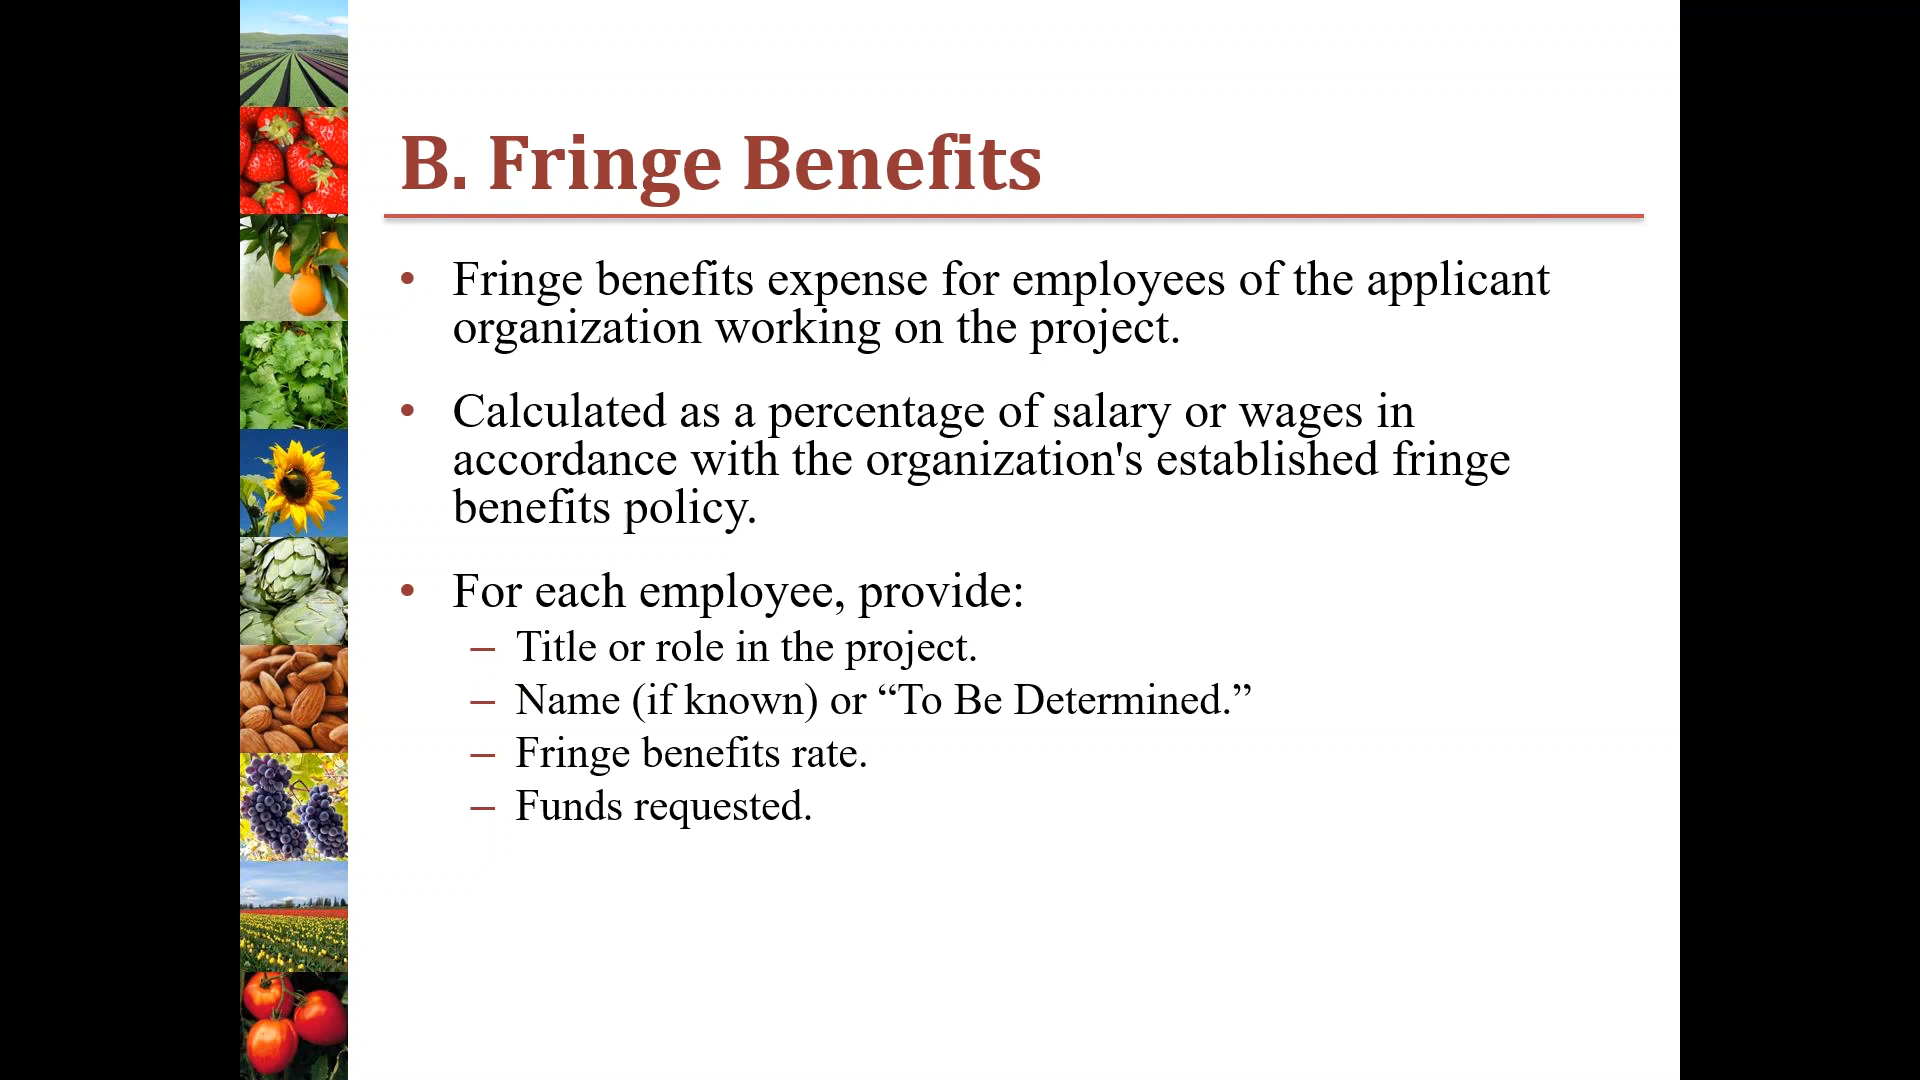 B. Fringe Benefits
• Fringe benefits expense for employees of the applicant
organization working on the project.
• Calculated as a percentage of salary or wages in
accordance with the organization's established fringe
benefits policy.
• For each employee, provide:
– Title or role in the project.
– Name (if known) or “To Be Determined.”
– Fringe benefits rate.
– Funds requested.